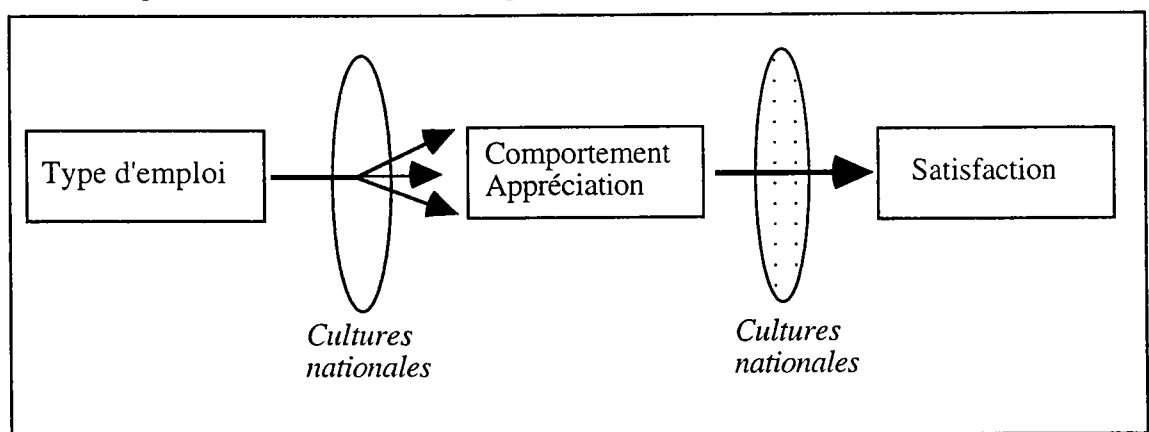 Type d'emploi
Comportement
Appréciation
Satisfaction
Cultures
nationales
Cultures
nationales